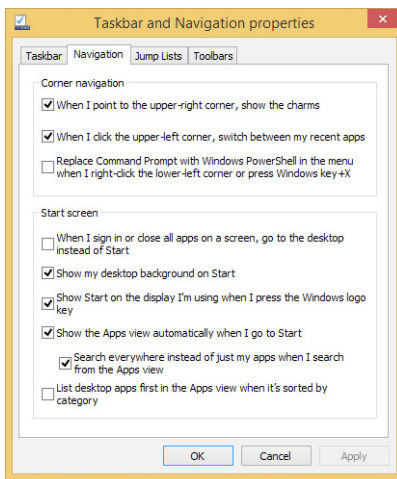 Taskbar and Navigation properties
Taskbar Navigation Jump Lists Toolbars
Corner navigation
When I point to the upper-right corner, show the charms
When I click the upper-left corner, switch between my recent apps
Replace Command Prompt with Windows PowerShell in the menu
when I right-click the lower-left corner or press Windows key+X
Start screen
When I sign in or close all apps on a screen, go to the desktop
instead of Start
Show my desktop background on Start
Show Start on the display I'm using when I press the Windows logo
key
Show the Apps view automatically when I go to Start
Search everywhere instead of just my apps when I search
from the Apps view
List desktop apps first in the Apps view when it's sorted by
category
OK Cancel Apply